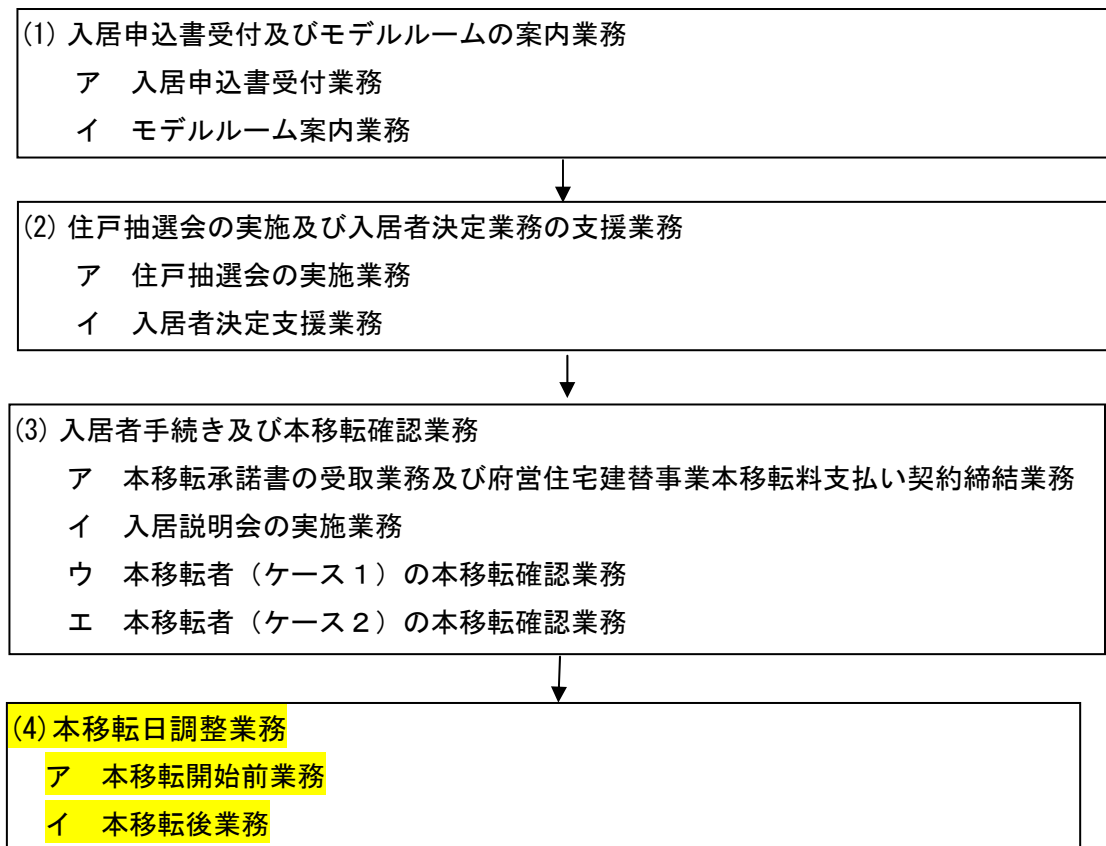 (1) 入居申込書受付及びモデルルームの案内業務
ア　入居申込書受付業務
イ　モデルルーム案内業務
(2) 住戸抽選会の実施及び入居者決定業務の支援業務
ア　住戸抽選会の実施業務
イ　入居者決定支援業務
(3) 入居者手続き及び本移転確認業務
ア　本移転承諾書の受取業務及び府営住宅建替事業本移転料支払い契約締結業務
イ　入居説明会の実施業務
ウ　本移転者（ケース１）の本移転確認業務
エ　本移転者（ケース２）の本移転確認業務
(4) 本移転日調整業務
ア　本移転開始前業務
イ　本移転後業務